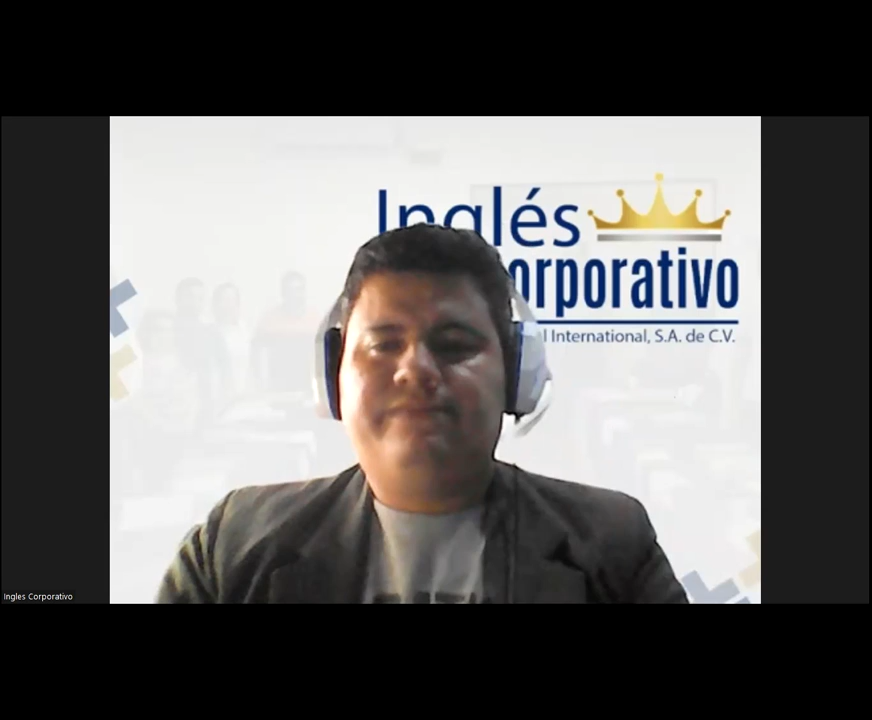 Inglés
orporativo
l International, S.A. de C.V.
Ingles Corporativo